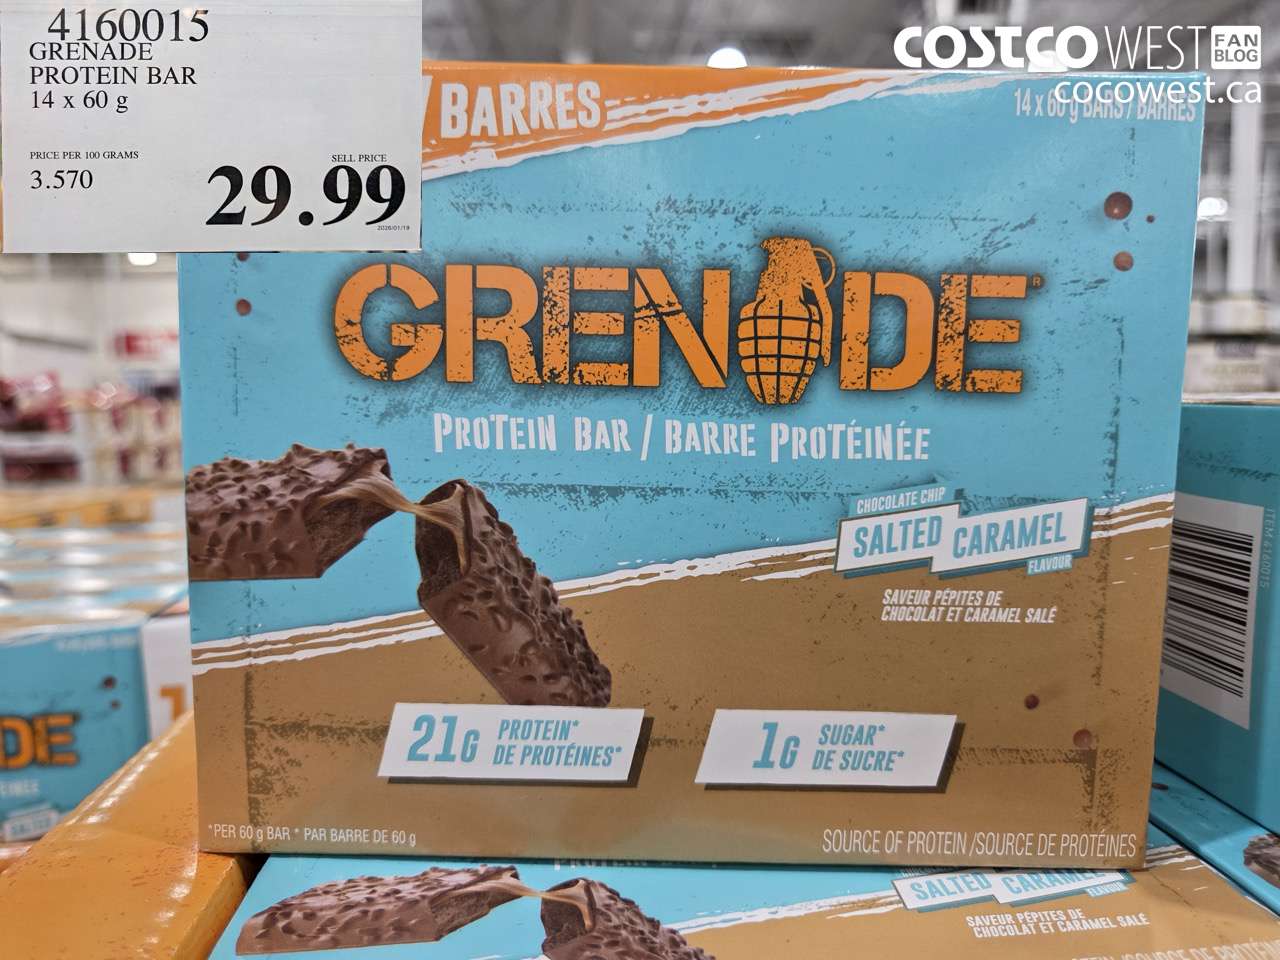 4160015
GRENADE
PROTEIN BAR
14 x 60 g
PRICE PER 100 GRAMS
3.570
SELL PRICE
29.99
2026/01/19
COSTCO WEST FAN BLOG
cocowest.ca
/ BARRES
14 x 60 g BARS / BARRES
GRENADE®
PROTEIN BAR / BARRE PROTÉINÉE
CHOCOLATE CHIP
SALTED CARAMEL
FLAVOUR
SAVEUR PÉPITES DE
CHOCOLAT ET CARAMEL SALÉ
21G PROTEIN*
DE PROTÉINES*
1G SUGAR*
DE SUCRE*
*PER 60 g BAR * PAR BARRE DE 60 g
SOURCE OF PROTEIN /SOURCE DE PROTÉINES
ITEM 4160015
DE
SALTED CARAMEL
FLAVOUR
SAVEUR PÉPITES DE
CHOCOLAT ET CARAMEL SALÉ